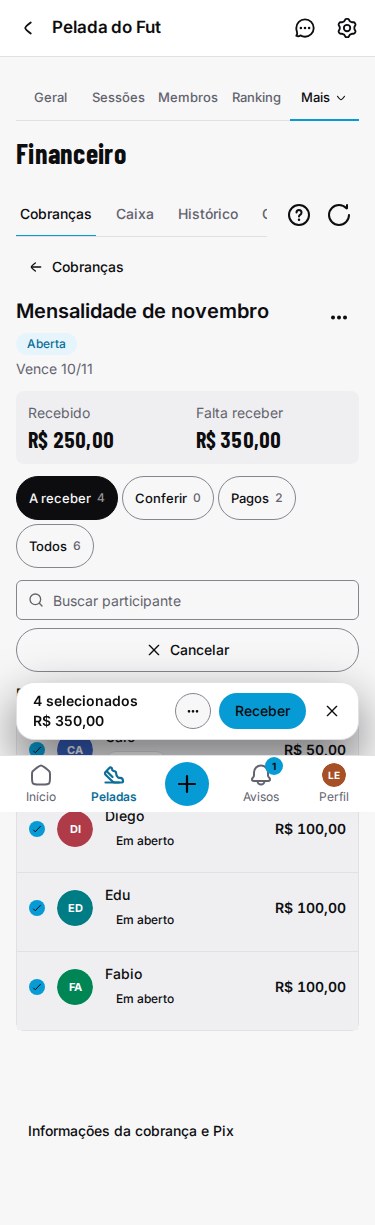 Pelada do Fut
Geral Sessões Membros Ranking Mais
Financeiro
Cobranças Caixa Histórico
Cobranças
Mensalidade de novembro
Aberta
Vence 10/11
Recebido Falta receber
R$ 250,00 R$ 350,00
A receber 4 Conferir 0 Pagos 2
Todos 6
Buscar participante
Cancelar
4 selecionados
R$ 350,00
Receber
CA R$ 50,00
1 LE
Início Peladas Avisos Perfil
Diego
DI R$ 100,00
Em aberto
Edu
ED R$ 100,00
Em aberto
Fabio
FA R$ 100,00
Em aberto
Informações da cobrança e Pix